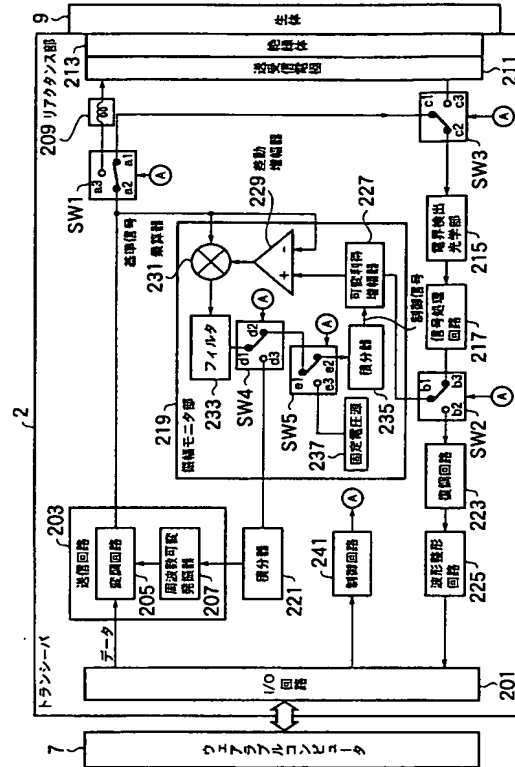 2
トランシーバ
7
ウェアラブルコンピュータ
201
I/O
回路
データ
203
送信回路
変調回路
205
周波数可変
発振器
207
積分器
221
制御回路
241
A
波形整形
回路
225
復調回路
223
219
振幅モニタ部
フィルタ
233
乗算器
231
差動
増幅器
229
可変利得
増幅器
227
制御信号
積分器
235
固定電圧源
237
SW4
d1
d2
d3
A
SW5
e1
e2
e3
A
基準信号
SW1
a1
a2
a3
A
209
リアクタンス部
SW2
b1
b2
b3
A
信号処理
回路
217
電界検出
光学部
215
SW3
c1
c2
c3
A
送受信電極
211
絶縁体
213
生体
9